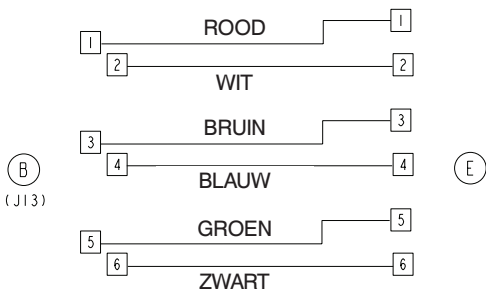 ROOD
1 1
2 2
WIT
BRUIN
3 3
4 4
BLAUW
B
(J13)
E
GROEN
5 5
6 6
ZWART